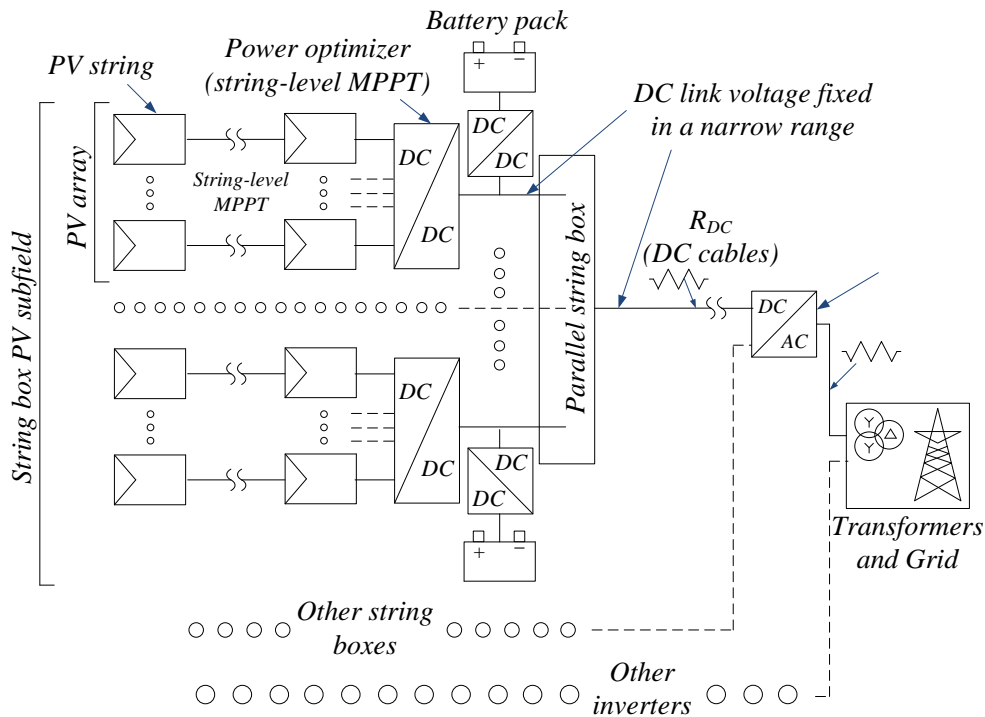 Battery pack
+ −
PV string
Power optimizer
(string-level MPPT)
DC link voltage fixed
in a narrow range
String box PV subfield
PV array
String-level
MPPT
DC
DC
DC
DC
Parallel string box
R_DC
(DC cables)
DC
AC
Y
Y
Δ
DC
DC
DC
DC
+ −
Transformers
and Grid
Other string
boxes
Other
inverters